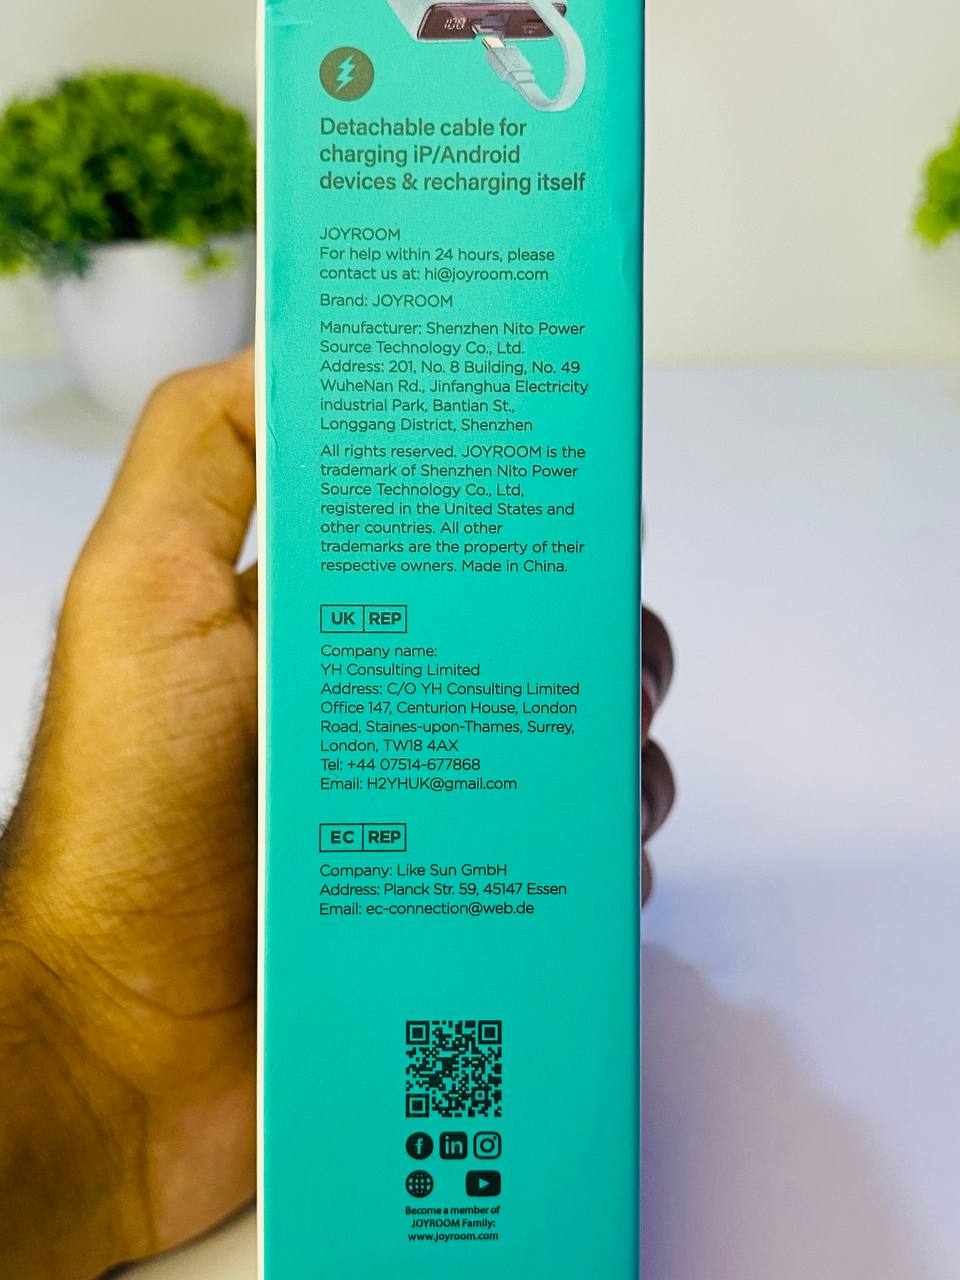 Detachable cable for
charging iP/Android
devices & recharging itself
JOYROOM
For help within 24 hours, please
contact us at: hi@joyroom.com
Brand: JOYROOM
Manufacturer: Shenzhen Nito Power
Source Technology Co., Ltd.
Address: 201, No. 8 Building, No. 49
WuheNan Rd., Jinfanghua Electricity
industrial Park, Bantian St.,
Longgang District, Shenzhen
All rights reserved. JOYROOM is the
trademark of Shenzhen Nito Power
Source Technology Co., Ltd,
registered in the United States and
other countries. All other
trademarks are the property of their
respective owners. Made in China.
UK REP
Company name:
YH Consulting Limited
Address: C/O YH Consulting Limited
Office 147, Centurion House, London
Road, Staines-upon-Thames, Surrey,
London, TW18 4AX
Tel: +44 07514-677868
Email: H2YHUK@gmail.com
EC REP
Company: Like Sun GmbH
Address: Planck Str. 59, 45147 Essen
Email: ec-connection@web.de
Become a member of
JOYROOM Family:
www.joyroom.com